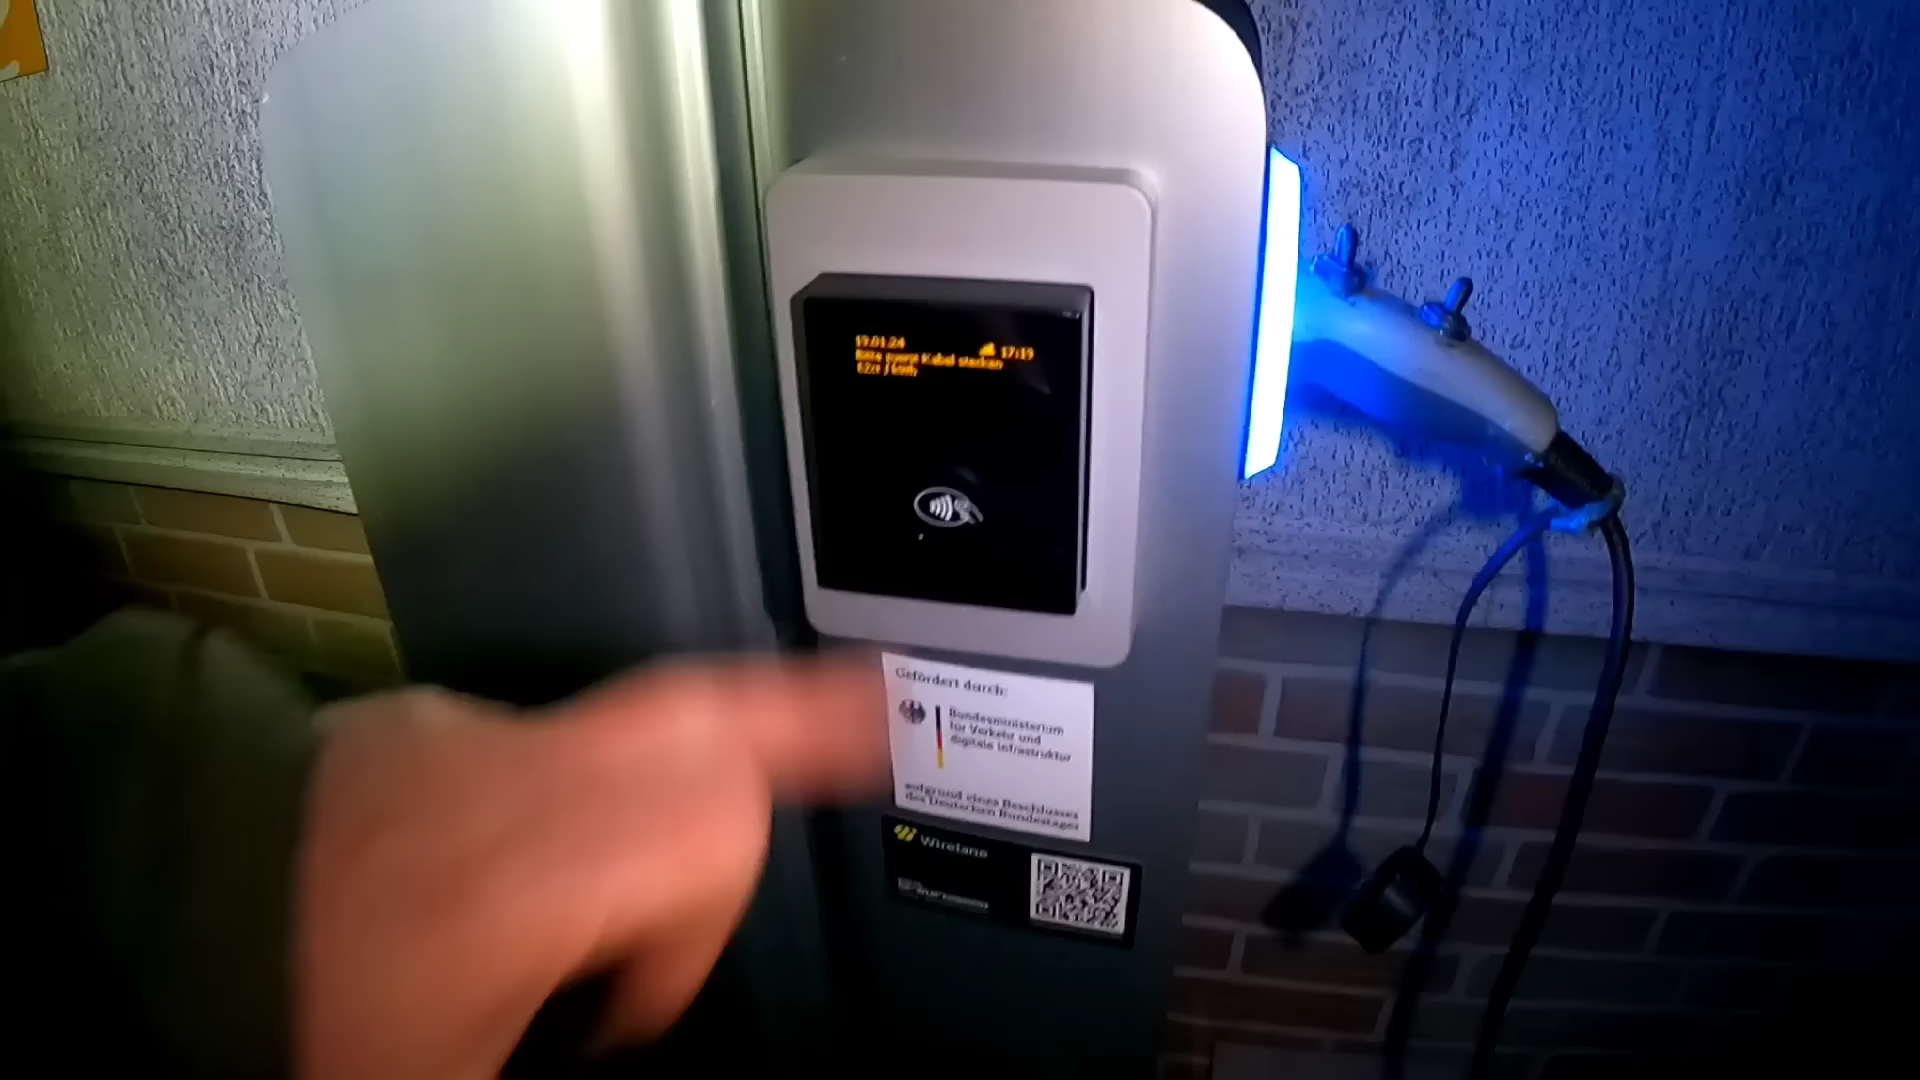 19.01.24 17:19
Bitte zuerst Kabel stecken
Gefördert durch:
Bundesministerium
für Verkehr und
digitale Infrastruktur
aufgrund eines Beschlusses
des Deutschen Bundestages
Wirelane